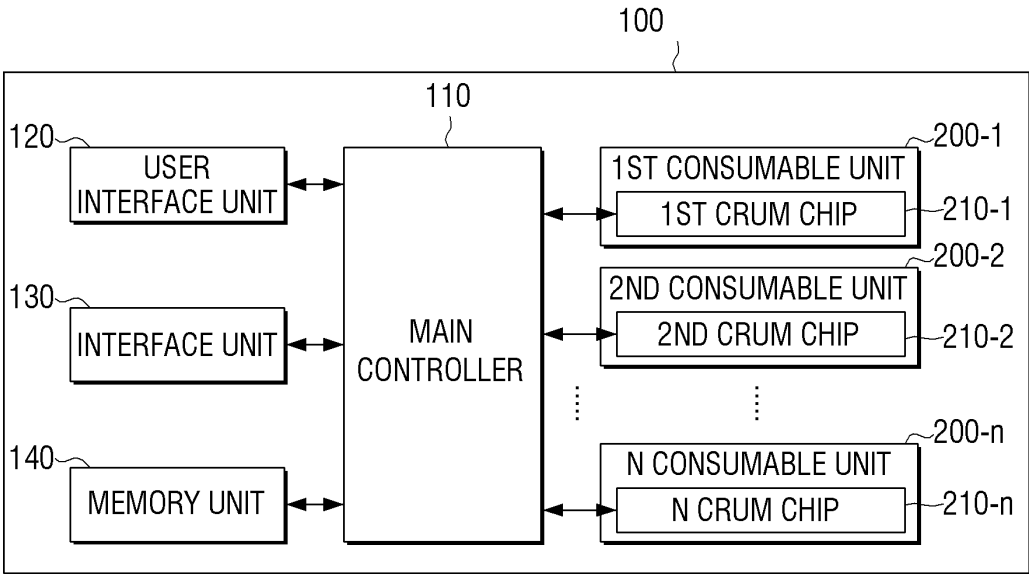 100
110
120
USER
INTERFACE UNIT
130
INTERFACE UNIT
140
MEMORY UNIT
MAIN
CONTROLLER
200-1
1ST CONSUMABLE UNIT
1ST CRUM CHIP
210-1
200-2
2ND CONSUMABLE UNIT
2ND CRUM CHIP
210-2
200-n
N CONSUMABLE UNIT
N CRUM CHIP
210-n